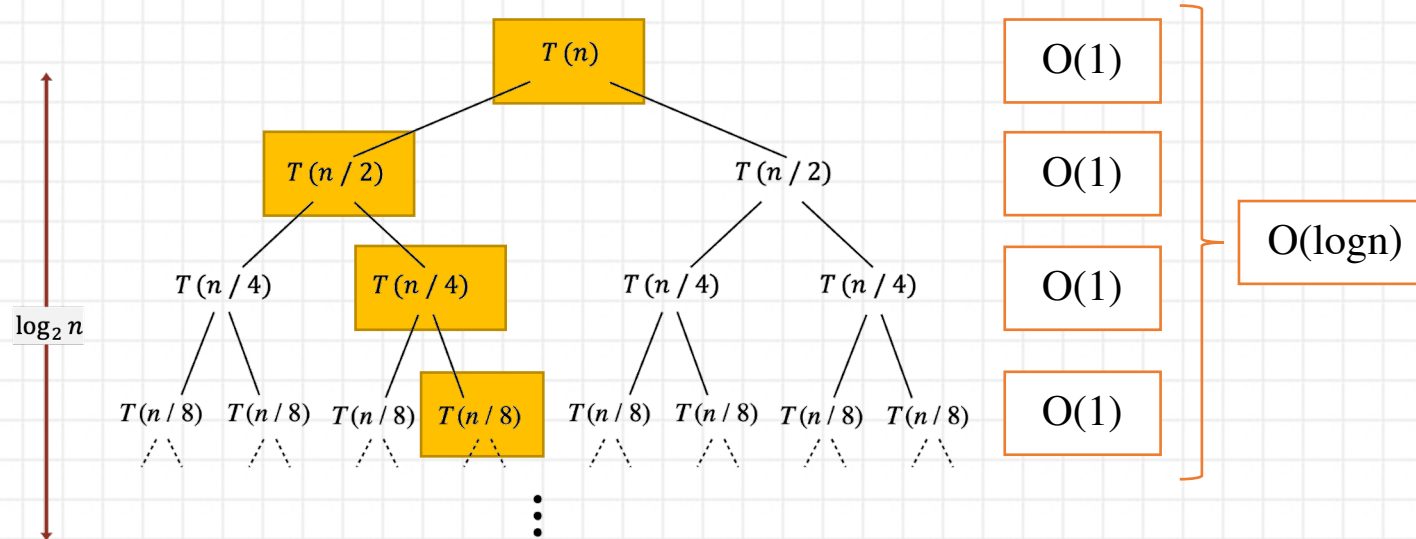 T (n)
O(1)
T (n / 2)
T (n / 2)
O(1)
O(logn)
T (n / 4)
T (n / 4)
T (n / 4)
T (n / 4)
O(1)
log₂ n
T (n / 8)
T (n / 8)
T (n / 8)
T (n / 8)
T (n / 8)
T (n / 8)
T (n / 8)
T (n / 8)
O(1)